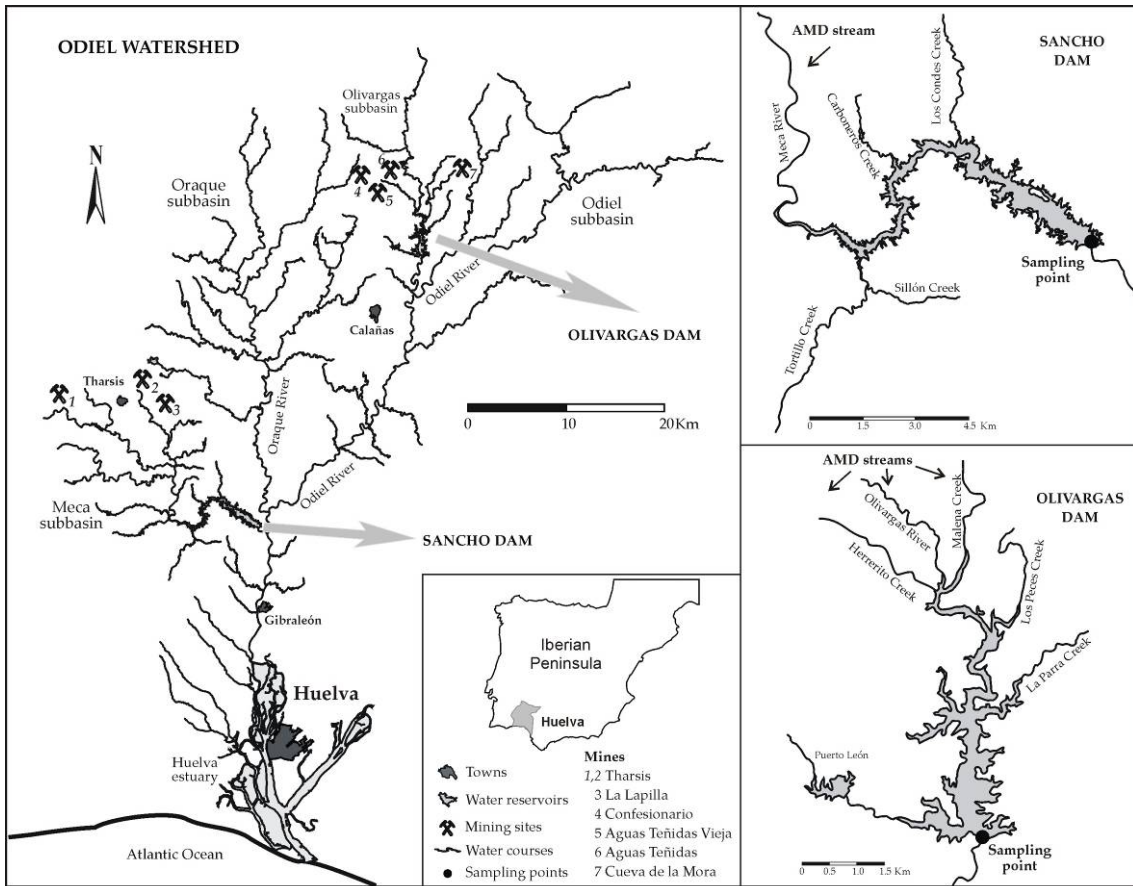 ODIEL WATERSHED
N
Olivargas
subbasin
Oraque
subbasin
6
4
5
7
Odiel
subbasin
Odiel River
Calañas
OLIVARGAS DAM
Tharsis
1
2
3
Oraque River
0
10
20Km
Odiel River
Meca
subbasin
SANCHO DAM
Gibraleón
Huelva
Huelva
estuary
Atlantic Ocean
Iberian
Peninsula
Huelva
Towns
Water reservoirs
Mining sites
Water courses
Sampling points
Mines
1,2 Tharsis
3 La Lapilla
4 Confesionario
5 Aguas Teñidas Vieja
6 Aguas Teñidas
7 Cueva de la Mora
AMD stream
SANCHO
DAM
Meca River
Carboneros Creek
Los Condes Creek
Sampling
point
Sillón Creek
Tortillo Creek
0 1.5 3.0 4.5 Km
AMD streams
OLIVARGAS
DAM
Olivargas River
Malena Creek
Herrerito Creek
Los Peces Creek
La Parra Creek
Puerto León
Sampling
point
0 0.5 1.0 1.5 Km